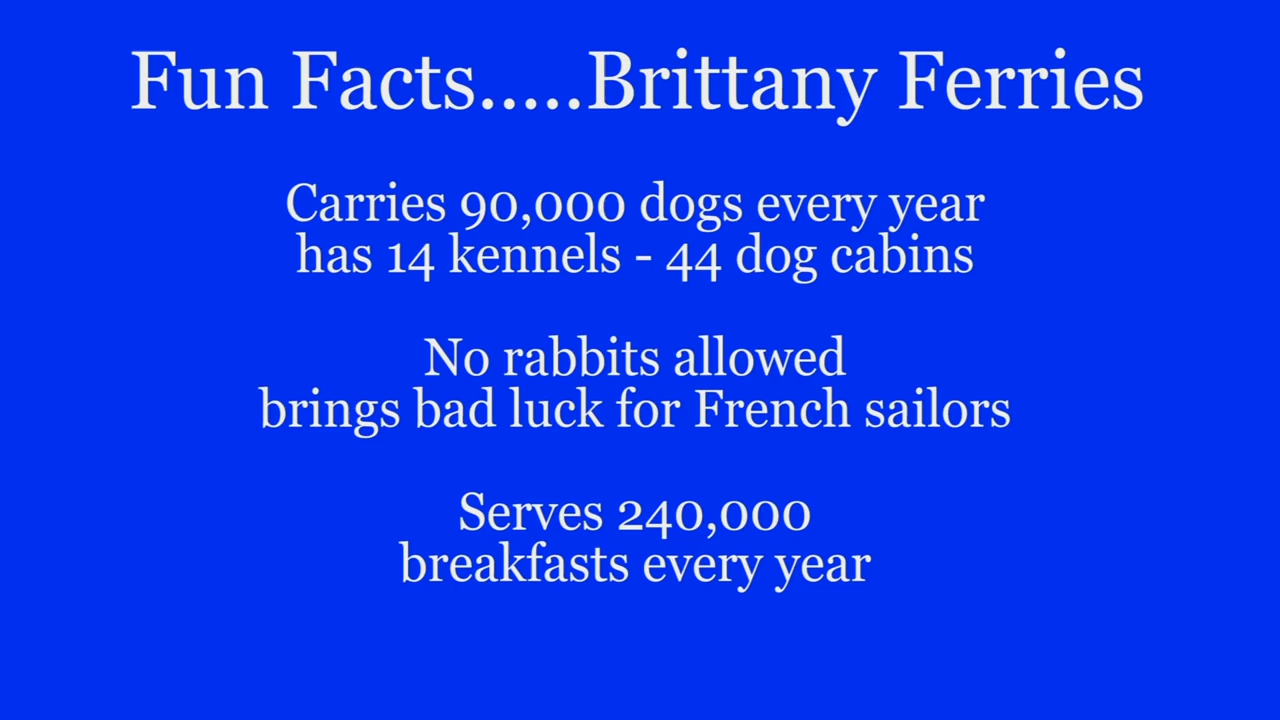 Fun Facts.....Brittany Ferries
Carries 90,000 dogs every year
has 14 kennels - 44 dog cabins
No rabbits allowed
brings bad luck for French sailors
Serves 240,000
breakfasts every year